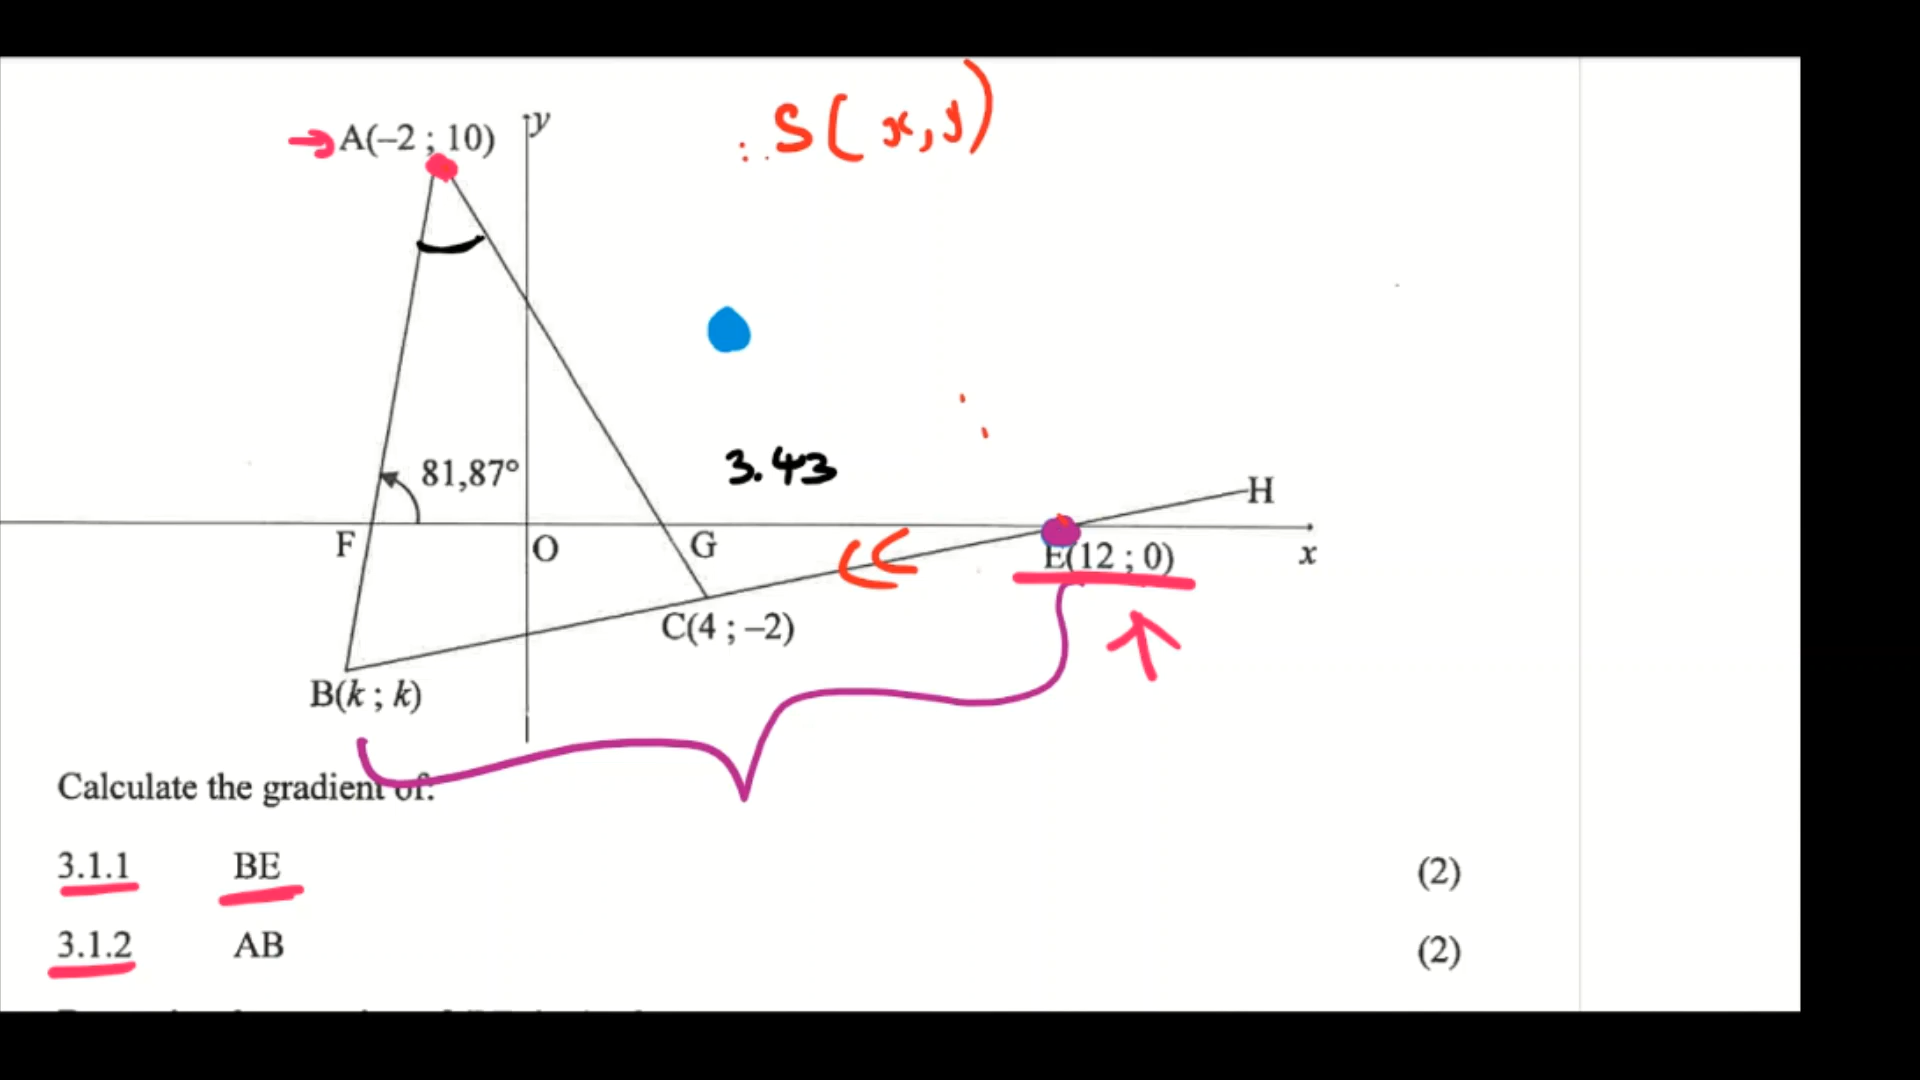 S(x,y)
A(–2 ; 10)
y
81,87°
3.43
H
F
O
G
E(12 ; 0)
x
C(4 ; –2)
B(k ; k)
Calculate the gradient of:
3.1.1 BE (2)
3.1.2 AB (2)